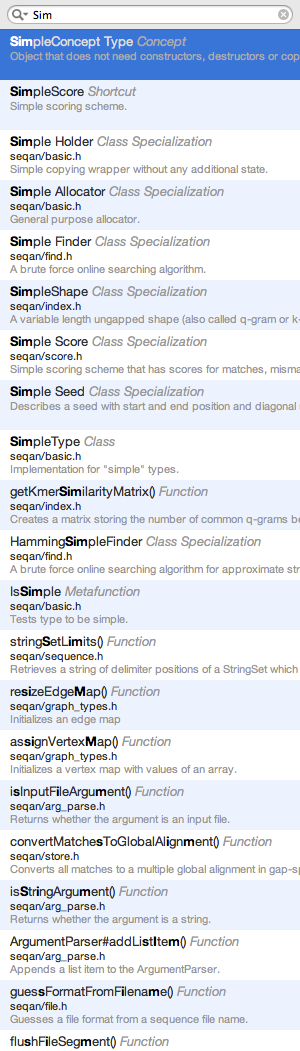 Sim
SimpleConcept Type Concept
Object that does not need constructors, destructors or cop
SimpleScore Shortcut
Simple scoring scheme.
Simple Holder Class Specialization
seqan/basic.h
Simple copying wrapper without any additional state.
Simple Allocator Class Specialization
seqan/basic.h
General purpose allocator.
Simple Finder Class Specialization
seqan/find.h
A brute force online searching algorithm.
SimpleShape Class Specialization
seqan/index.h
A variable length ungapped shape (also called q-gram or k-
Simple Score Class Specialization
seqan/score.h
Simple scoring scheme that has scores for matches, misma
Simple Seed Class Specialization
Describes a seed with start and end position and diagonal
SimpleType Class
seqan/basic.h
Implementation for "simple" types.
getKmerSimilarityMatrix() Function
seqan/index.h
Creates a matrix storing the number of common q-grams be
HammingSimpleFinder Class Specialization
seqan/find.h
A brute force online searching algorithm for approximate str
IsSimple Metafunction
seqan/basic.h
Tests type to be simple.
stringSetLimits() Function
seqan/sequence.h
Retrieves a string of delimiter positions of a StringSet which
resizeEdgeMap() Function
seqan/graph_types.h
Initializes an edge map
assignVertexMap() Function
seqan/graph_types.h
Initializes a vertex map with values of an array.
isInputFileArgument() Function
seqan/arg_parse.h
Returns whether the argument is an input file.
convertMatchesToGlobalAlignment() Function
seqan/store.h
Converts all matches to a multiple global alignment in gap-sp
isStringArgument() Function
seqan/arg_parse.h
Returns whether the argument is a string.
ArgumentParser#addListItem() Function
seqan/arg_parse.h
Appends a list item to the ArgumentParser.
guessFormatFromFilename() Function
seqan/file.h
Guesses a file format from a sequence file name.
flushFileSegment() Function